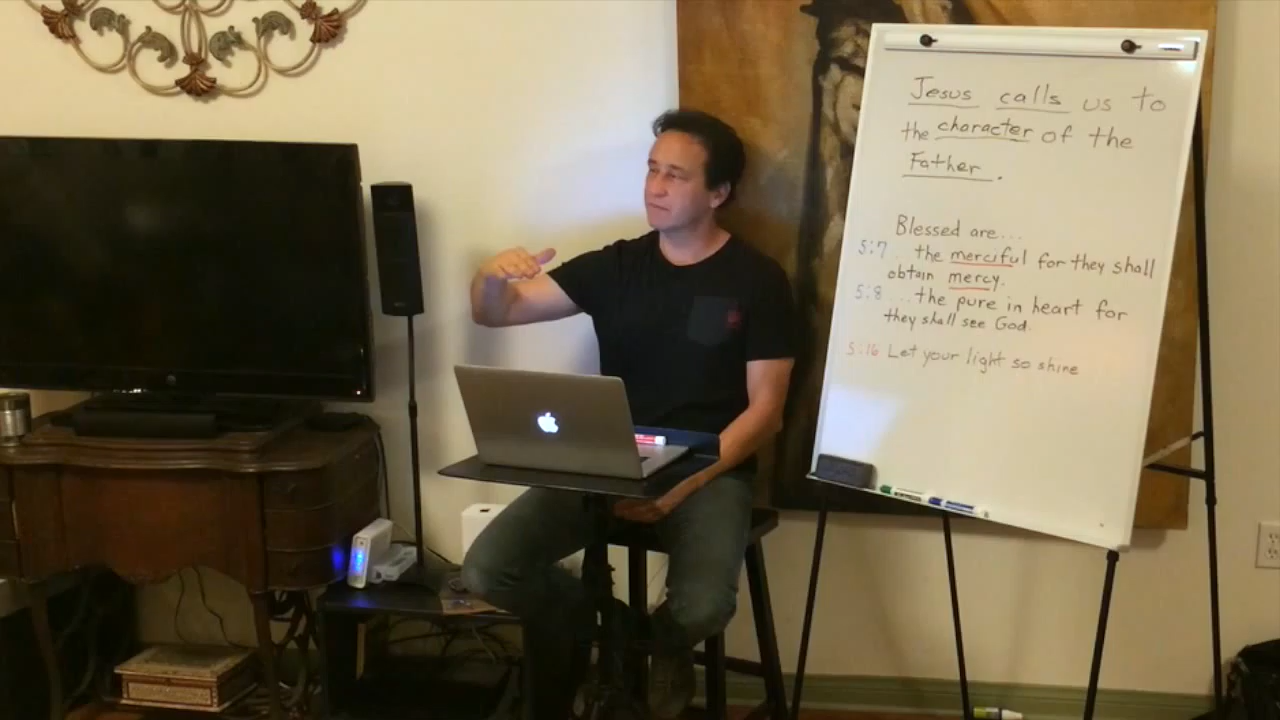 Jesus calls us to
the character of the
Father.
Blessed are...
5:7 .. the merciful for they shall
obtain mercy.
5:8 ... the pure in heart for
they shall see God.
5:16 Let your light so shine